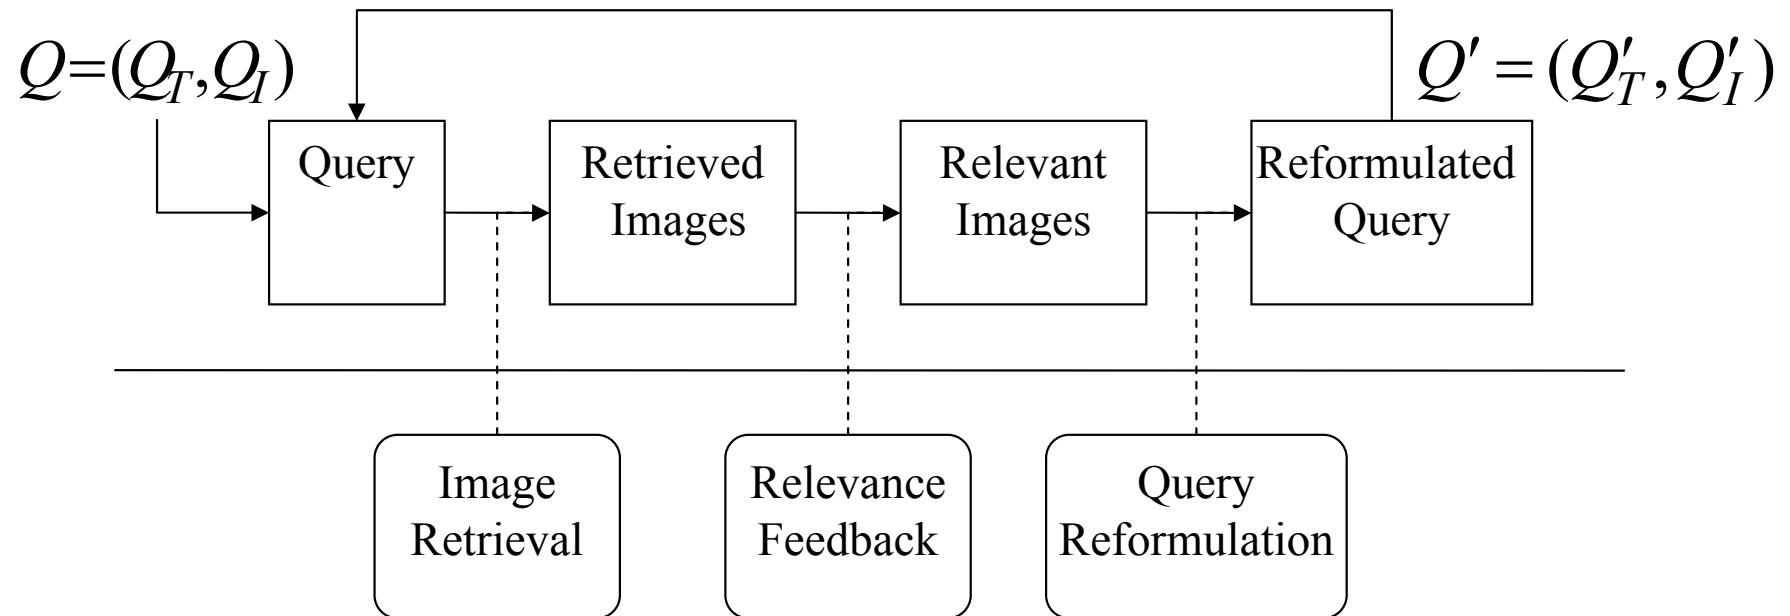 Q=(Q_T,Q_I)
Q′ = (Q′_T,Q′_I)
Query
Retrieved
Images
Relevant
Images
Reformulated
Query
Image
Retrieval
Relevance
Feedback
Query
Reformulation